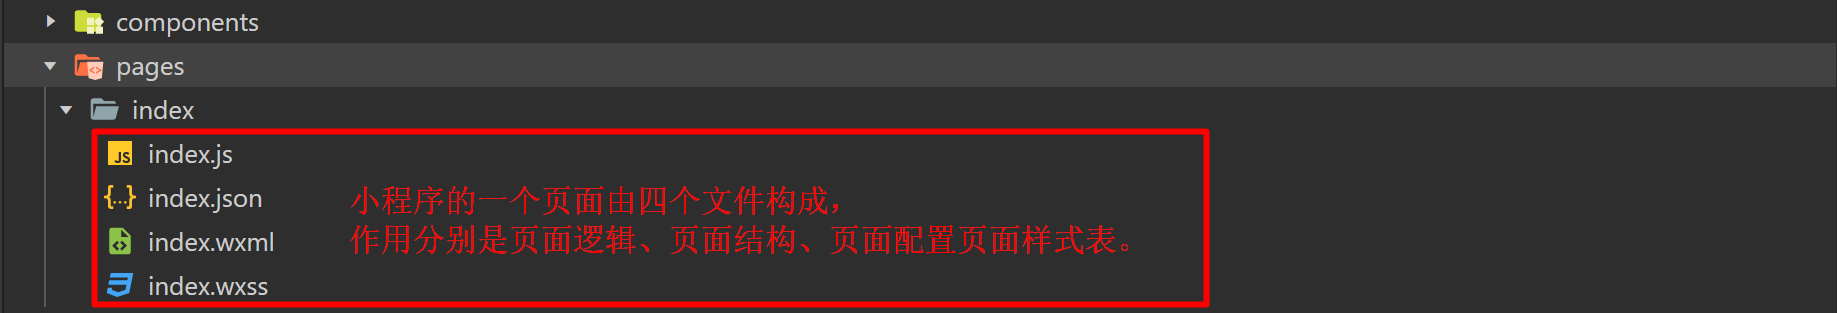 components
pages
index
index.js
index.json
index.wxml
index.wxss
小程序的一个页面由四个文件构成，
作用分别是页面逻辑、页面结构、页面配置页面样式表。